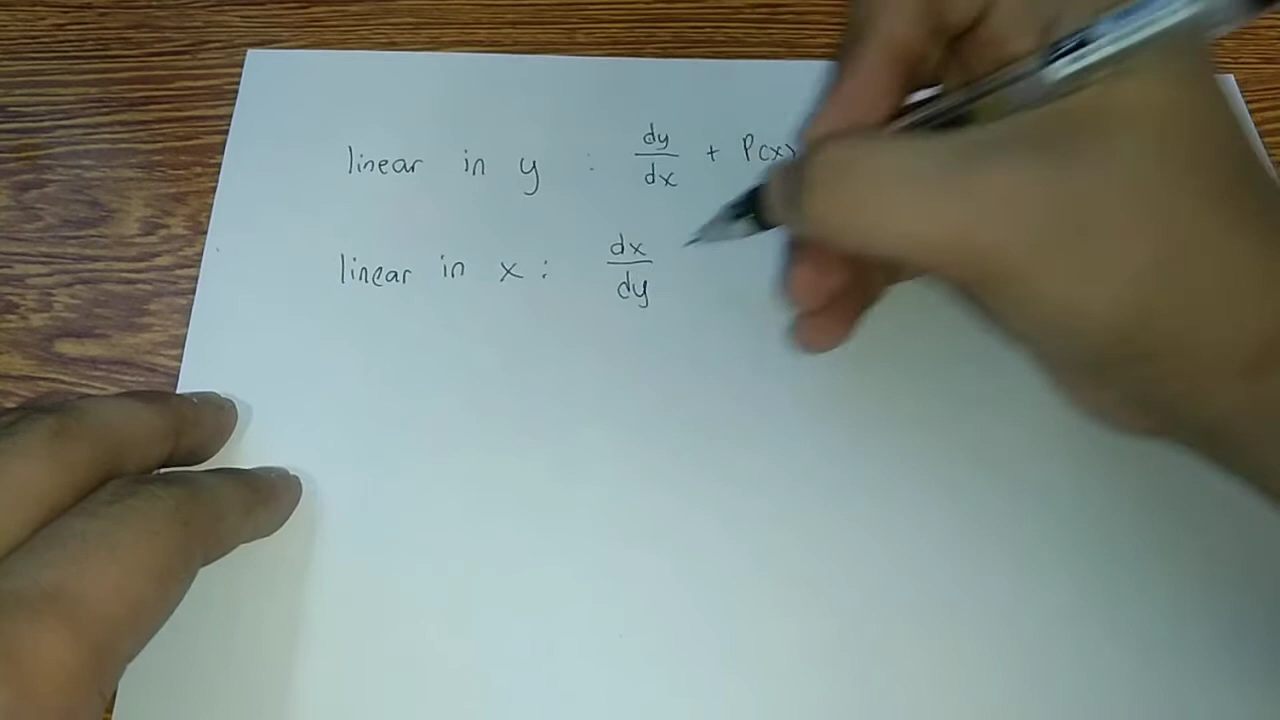 linear in y : dy/dx + P(x)
linear in x : dx/dy